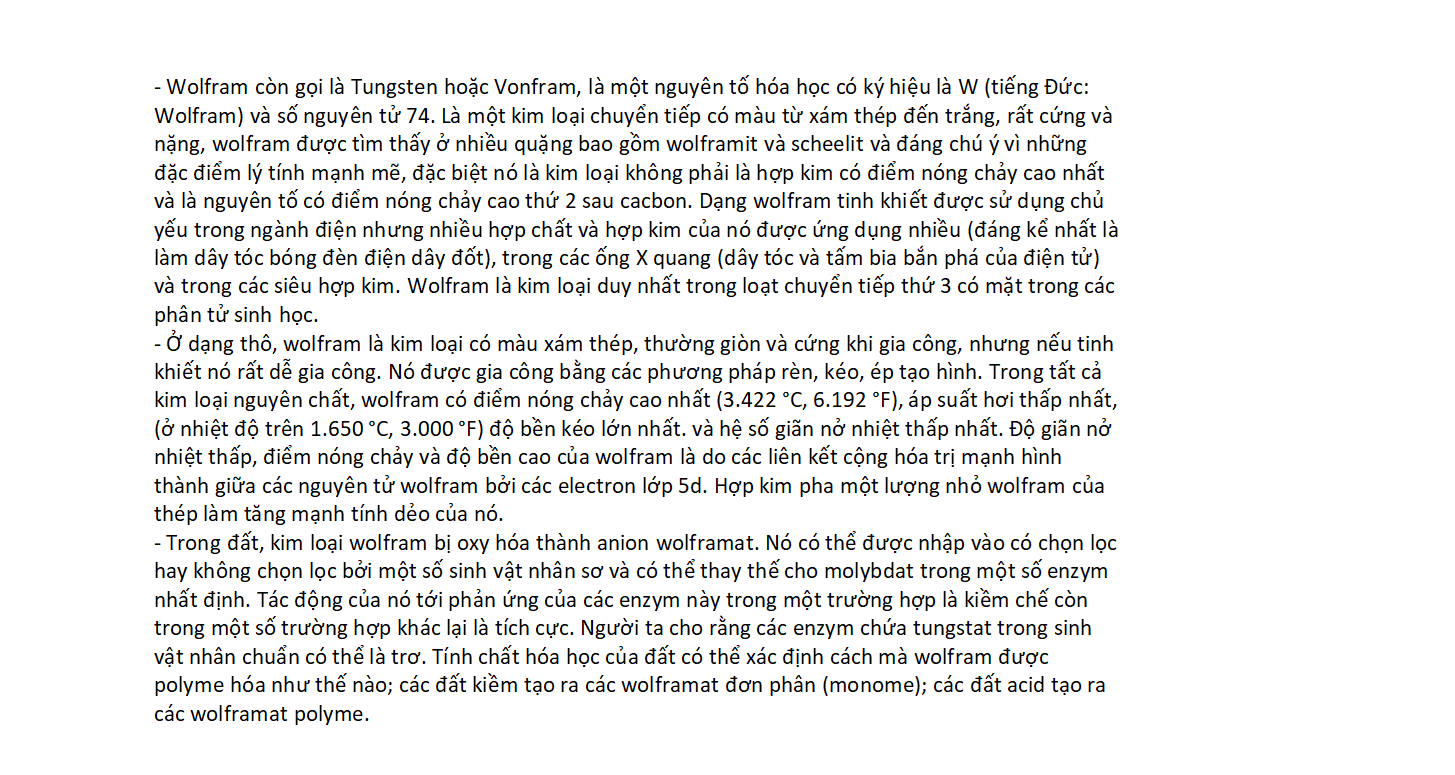 - Wolfram còn gọi là Tungsten hoặc Vonfram, là một nguyên tố hóa học có ký hiệu là W (tiếng Đức:
Wolfram) và số nguyên tử 74. Là một kim loại chuyển tiếp có màu từ xám thép đến trắng, rất cứng và
nặng, wolfram được tìm thấy ở nhiều quặng bao gồm wolframit và scheelit và đáng chú ý vì những
đặc điểm lý tính mạnh mẽ, đặc biệt nó là kim loại không phải là hợp kim có điểm nóng chảy cao nhất
và là nguyên tố có điểm nóng chảy cao thứ 2 sau cacbon. Dạng wolfram tinh khiết được sử dụng chủ
yếu trong ngành điện nhưng nhiều hợp chất và hợp kim của nó được ứng dụng nhiều (đáng kể nhất là
làm dây tóc bóng đèn điện dây đốt), trong các ống X quang (dây tóc và tấm bia bắn phá của điện tử)
và trong các siêu hợp kim. Wolfram là kim loại duy nhất trong loạt chuyển tiếp thứ 3 có mặt trong các
phân tử sinh học.
- Ở dạng thô, wolfram là kim loại có màu xám thép, thường giòn và cứng khi gia công, nhưng nếu tinh
khiết nó rất dễ gia công. Nó được gia công bằng các phương pháp rèn, kéo, ép tạo hình. Trong tất cả
kim loại nguyên chất, wolfram có điểm nóng chảy cao nhất (3.422 °C, 6.192 °F), áp suất hơi thấp nhất,
(ở nhiệt độ trên 1.650 °C, 3.000 °F) độ bền kéo lớn nhất. và hệ số giãn nở nhiệt thấp nhất. Độ giãn nở
nhiệt thấp, điểm nóng chảy và độ bền cao của wolfram là do các liên kết cộng hóa trị mạnh hình
thành giữa các nguyên tử wolfram bởi các electron lớp 5d. Hợp kim pha một lượng nhỏ wolfram của
thép làm tăng mạnh tính dẻo của nó.
- Trong đất, kim loại wolfram bị oxy hóa thành anion wolframat. Nó có thể được nhập vào có chọn lọc
hay không chọn lọc bởi một số sinh vật nhân sơ và có thể thay thế cho molybdat trong một số enzym
nhất định. Tác động của nó tới phản ứng của các enzym này trong một trường hợp là kiềm chế còn
trong một số trường hợp khác lại là tích cực. Người ta cho rằng các enzym chứa tungstat trong sinh
vật nhân chuẩn có thể là trơ. Tính chất hóa học của đất có thể xác định cách mà wolfram được
polyme hóa như thế nào; các đất kiềm tạo ra các wolframat đơn phân (monome); các đất acid tạo ra
các wolframat polyme.